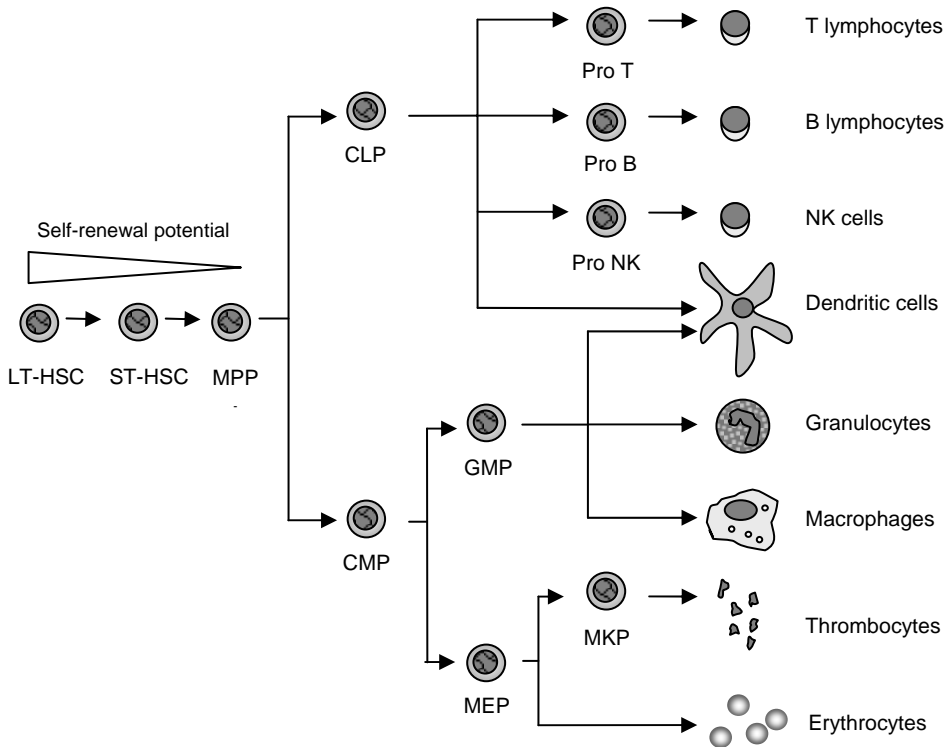 T lymphocytes
Pro T
B lymphocytes
CLP
Pro B
NK cells
Self-renewal potential
Pro NK
Dendritic cells
LT-HSC
ST-HSC
MPP
Granulocytes
GMP
Macrophages
CMP
MKP
Thrombocytes
MEP
Erythrocytes